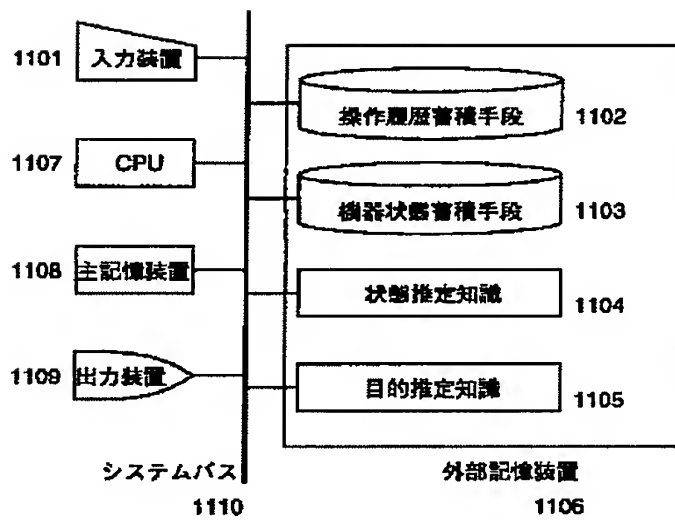 1101 入力装置
操作履歴蓄積手段 1102
1107 CPU
機器状態蓄積手段 1103
1108 主記憶装置
状態推定知識 1104
1109 出力装置
目的推定知識 1105
システムバス 外部記憶装置
1110 1106